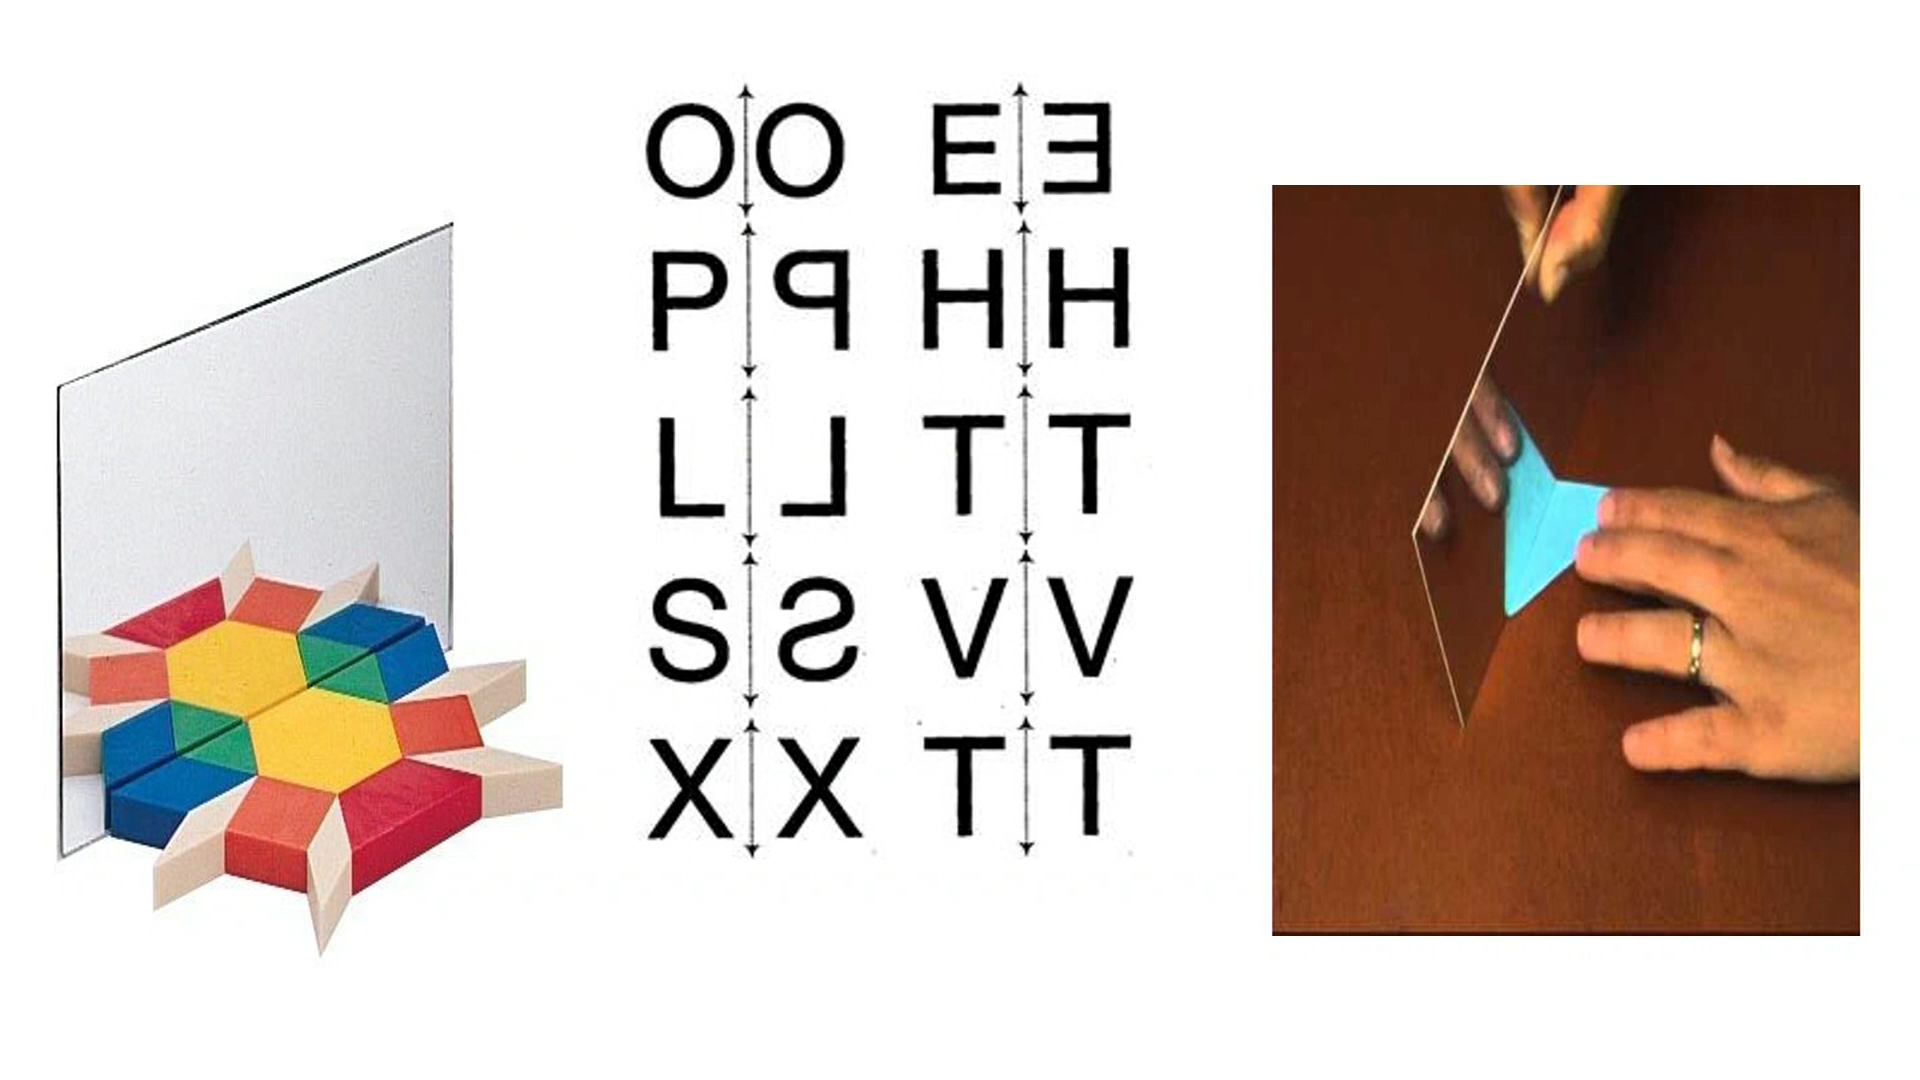 O O E Ǝ
P ꟼ H H
L ⅃ T T
S Ƨ V V
X X T T